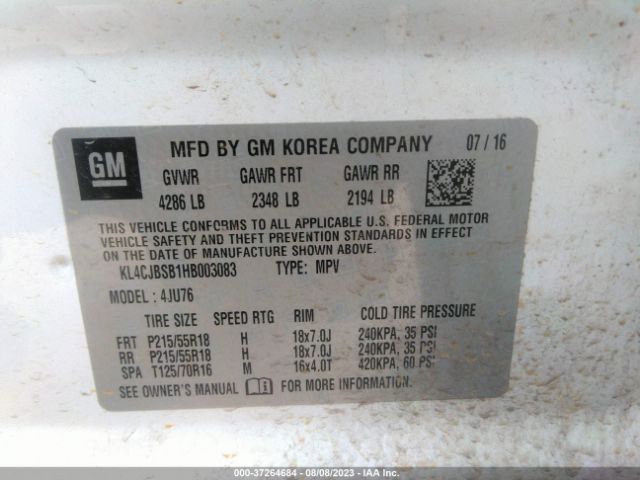 GM
MFD BY GM KOREA COMPANY 07 / 16
GVWR GAWR FRT GAWR RR
4286 LB 2348 LB 2194 LB
THIS VEHICLE CONFORMS TO ALL APPLICABLE U.S. FEDERAL MOTOR
VEHICLE SAFETY AND THEFT PREVENTION STANDARDS IN EFFECT
ON THE DATE OF MANUFACTURE SHOWN ABOVE.
KL4CJBSB1HB003083 TYPE: MPV
MODEL : 4JU76
TIRE SIZE SPEED RTG RIM COLD TIRE PRESSURE
FRT P215/55R18 H 18x7.0J 240KPA, 35 PSI
RR P215/55R18 H 18x7.0J 240KPA, 35 PSI
SPA T125/70R16 M 16x4.0T 420KPA, 60 PSI
SEE OWNER'S MANUAL FOR MORE INFORMATION.
000-37264684 - 08/08/2023 - IAA Inc.